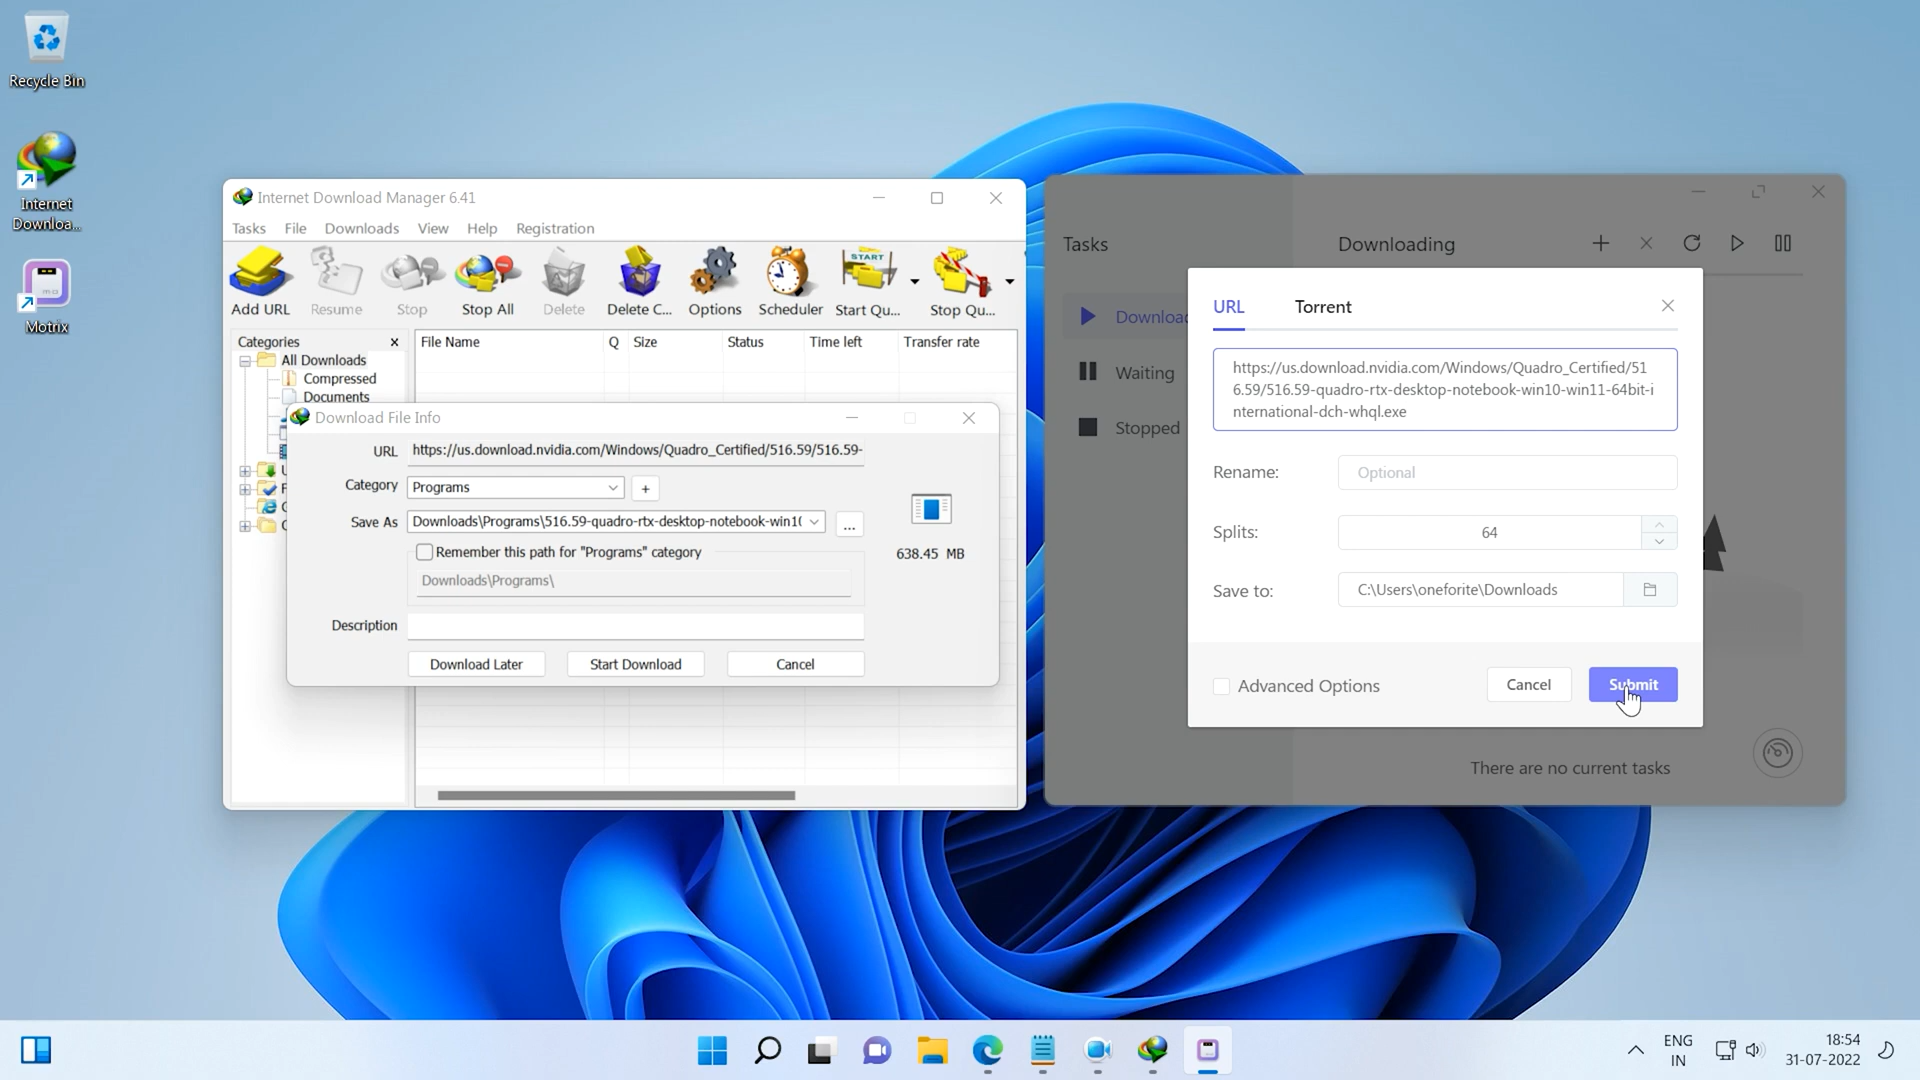 Recycle Bin
Internet
Downloa...
Motrix
Internet Download Manager 6.41
Tasks File Downloads View Help Registration
START
Add URL Resume Stop Stop All Delete Delete C... Options Scheduler Start Qu... Stop Qu...
Categories
File Name Q Size Status Time left Transfer rate
All Downloads
Compressed
Documents
Download File Info
URL https://us.download.nvidia.com/Windows/Quadro_Certified/516.59/516.59-
Category Programs +
Save As Downloads\Programs\516.59-quadro-rtx-desktop-notebook-win1( ...
Remember this path for "Programs" category
Downloads\Programs\
638.45 MB
Description
Download Later Start Download Cancel
Tasks
Downloading
Downloa
Waiting
Stopped
URL Torrent
https://us.download.nvidia.com/Windows/Quadro_Certified/51
6.59/516.59-quadro-rtx-desktop-notebook-win10-win11-64bit-i
nternational-dch-whql.exe
Rename: Optional
Splits: 64
Save to: C:\Users\oneforite\Downloads
Advanced Options Cancel Submit
There are no current tasks
ENG
IN
18:54
31-07-2022